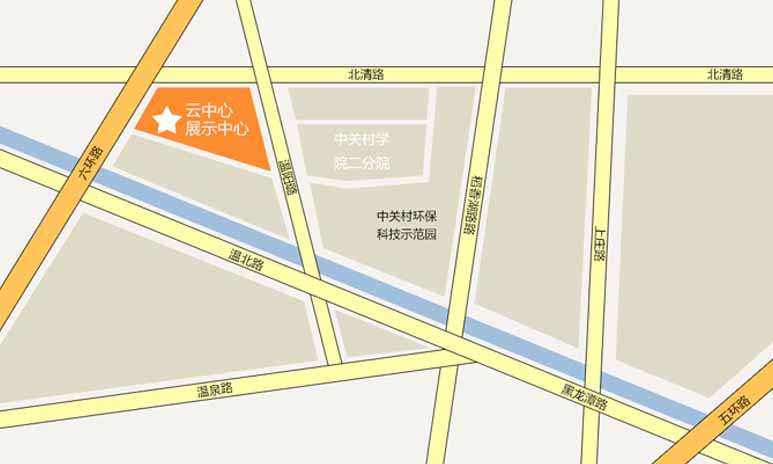 北清路
北清路
云中心
展示中心
中关村学
院二分院
六环路
温阳路
稻香湖路
中关村环保
科技示范园
上庄路
温北路
温泉路
黑龙潭路
五环路